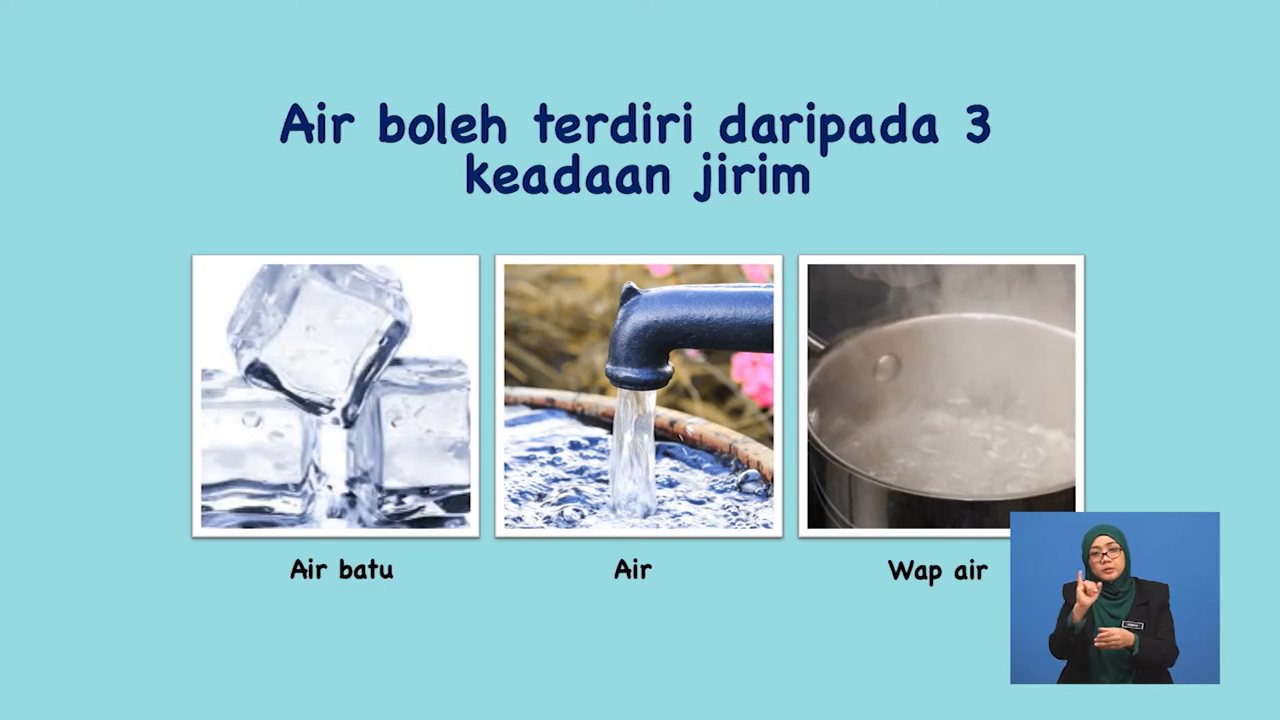 Air boleh terdiri daripada 3
keadaan jirim
Air batu
Air
Wap air